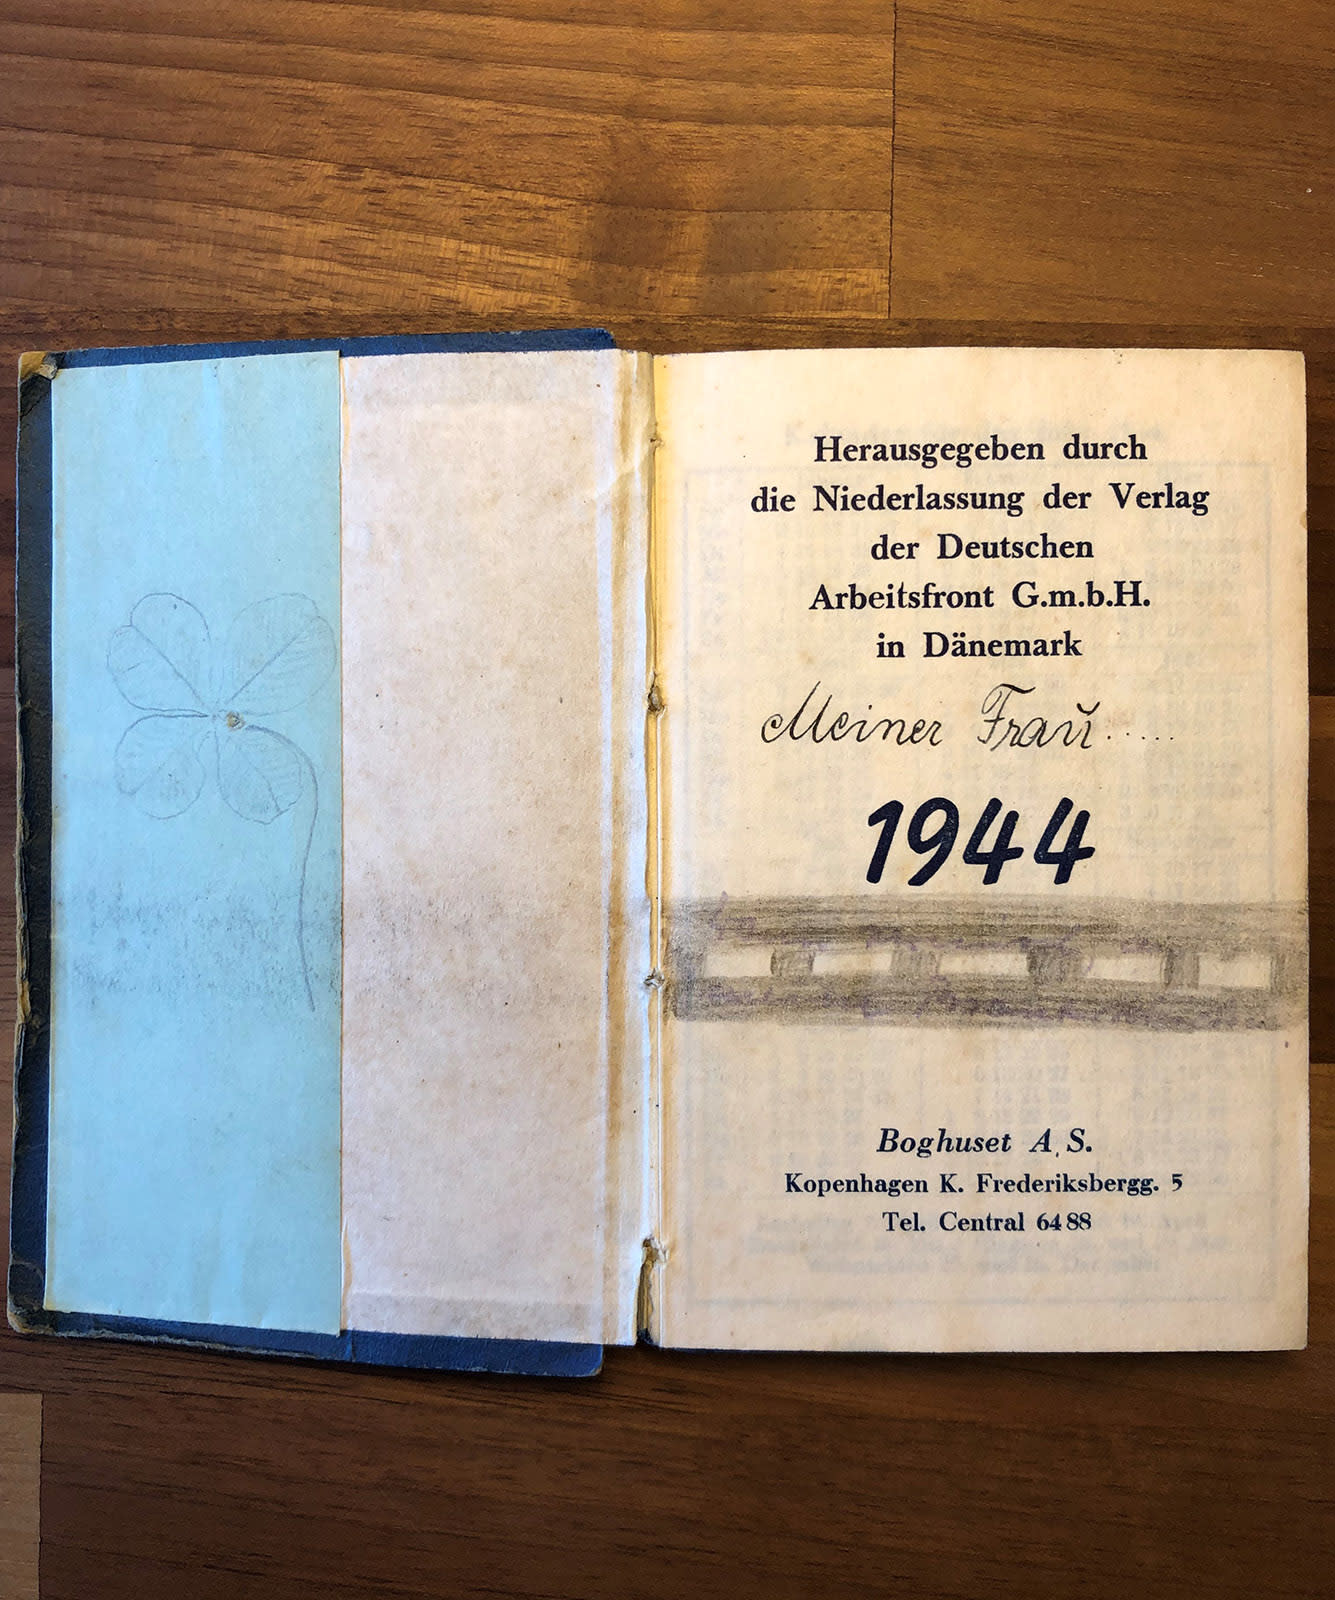 Herausgegeben durch
die Niederlassung der Verlag
der Deutschen
Arbeitsfront G.m.b.H.
in Dänemark
Meiner Frau.....
1944
Boghuset A.S.
Kopenhagen K. Frederiksbergg. 5
Tel. Central 6488